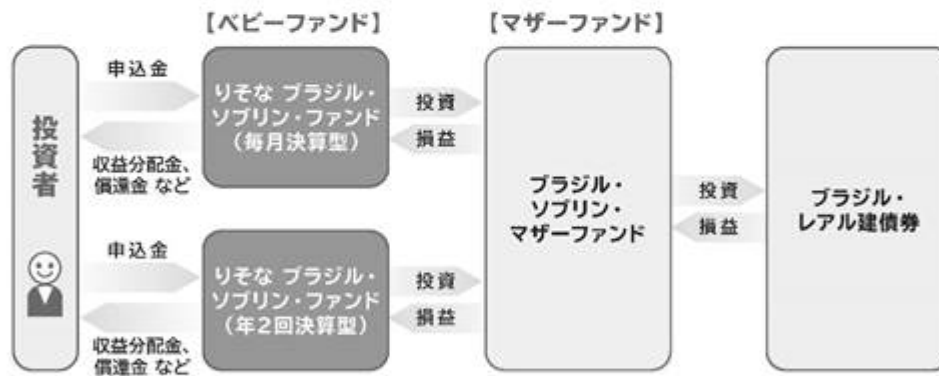 【ベビーファンド】
【マザーファンド】
投資者
申込金
収益分配金、
償還金 など
りそな ブラジル・
ソブリン・ファンド
（毎月決算型）
投資
損益
申込金
収益分配金、
償還金 など
りそな ブラジル・
ソブリン・ファンド
（年2回決算型）
投資
損益
ブラジル・
ソブリン・
マザーファンド
投資
損益
ブラジル・
レアル建債券